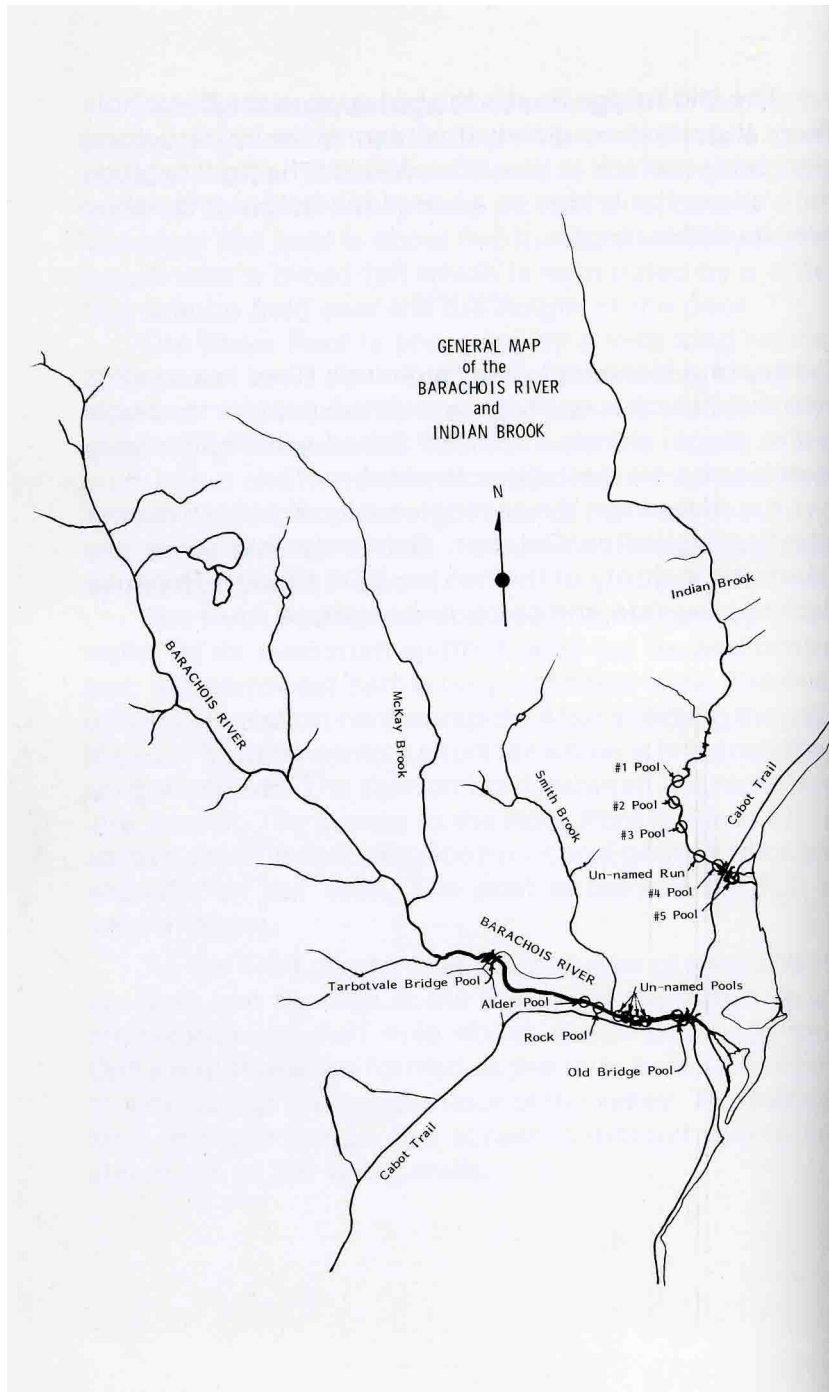 GENERAL MAP
of the
BARACHOIS RIVER
and
INDIAN BROOK
N
Indian Brook
BARACHOIS RIVER
McKay Brook
Smith Brook
Cabot Trail
#1 Pool
#2 Pool
#3 Pool
Un-named Run
#4 Pool
#5 Pool
BARACHOIS RIVER
Tarbotvale Bridge Pool
Un-named Pools
Alder Pool
Rock Pool
Old Bridge Pool
Cabot Trail